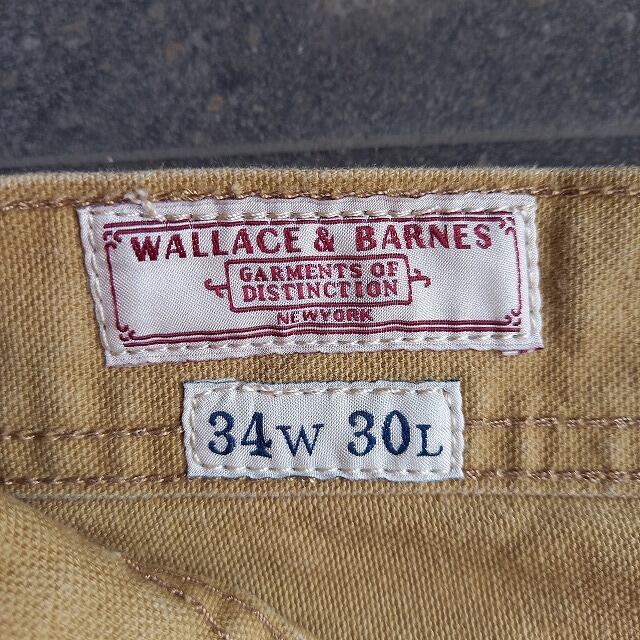 WALLACE & BARNES
GARMENTS OF
DISTINCTION
NEWYORK
34W 30L